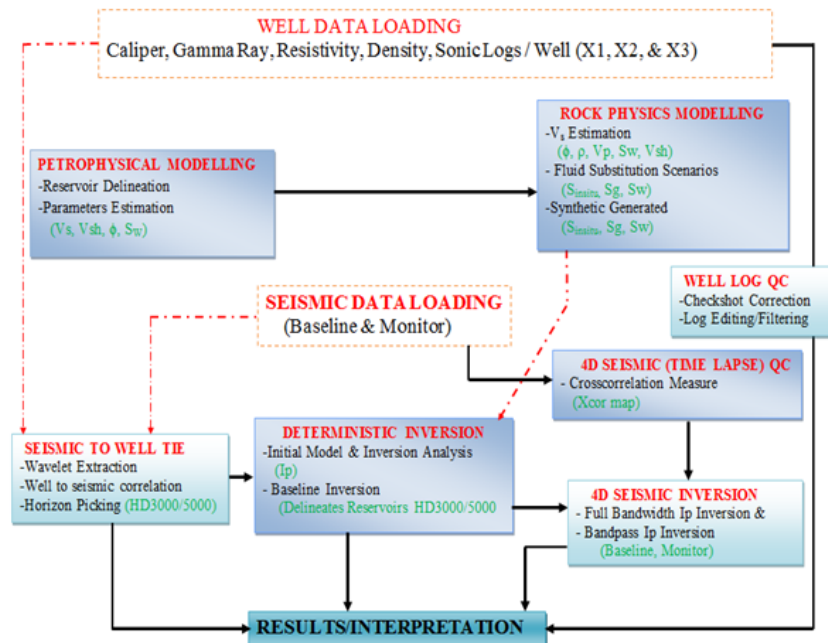 WELL DATA LOADING
Caliper, Gamma Ray, Resistivity, Density, Sonic Logs / Well (X1, X2, & X3)
PETROPHYSICAL MODELLING
-Reservoir Delineation
-Parameters Estimation
(Vs, Vsh, ϕ, Sw)
ROCK PHYSICS MODELLING
-Vs Estimation
(ϕ, ρ, Vp, Sw, Vsh)
- Fluid Substitution Scenarios
(Sinsitu, Sg, Sw)
-Synthetic Generated
(Sinsitu, Sg, Sw)
WELL LOG QC
-Checkshot Correction
-Log Editing/Filtering
SEISMIC DATA LOADING
(Baseline & Monitor)
4D SEISMIC (TIME LAPSE) QC
- Crosscorrelation Measure
(Xcor map)
SEISMIC TO WELL TIE
-Wavelet Extraction
-Well to seismic correlation
-Horizon Picking (HD3000/5000)
DETERMINISTIC INVERSION
-Initial Model & Inversion Analysis
(Ip)
- Baseline Inversion
(Delineates Reservoirs HD3000/5000
4D SEISMIC INVERSION
- Full Bandwidth Ip Inversion &
- Bandpass Ip Inversion
(Baseline, Monitor)
RESULTS/INTERPRETATION